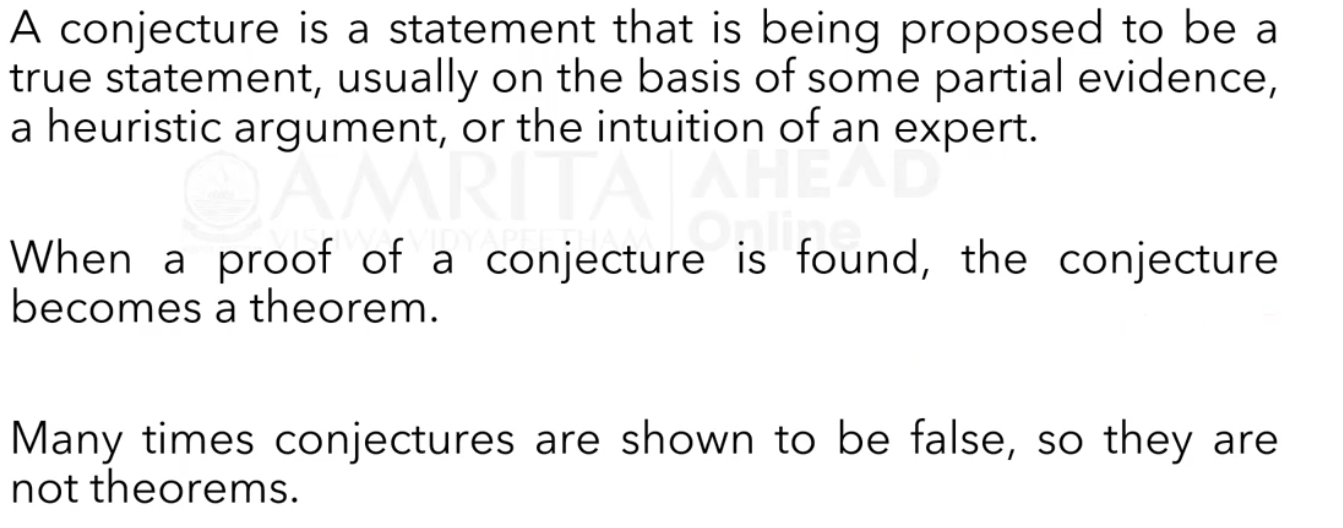 A conjecture is a statement that is being proposed to be a
true statement, usually on the basis of some partial evidence,
a heuristic argument, or the intuition of an expert.
AMRITA AHEAD
VISHWA VIDYAPEETHAM Online
When a proof of a conjecture is found, the conjecture
becomes a theorem.
Many times conjectures are shown to be false, so they are
not theorems.